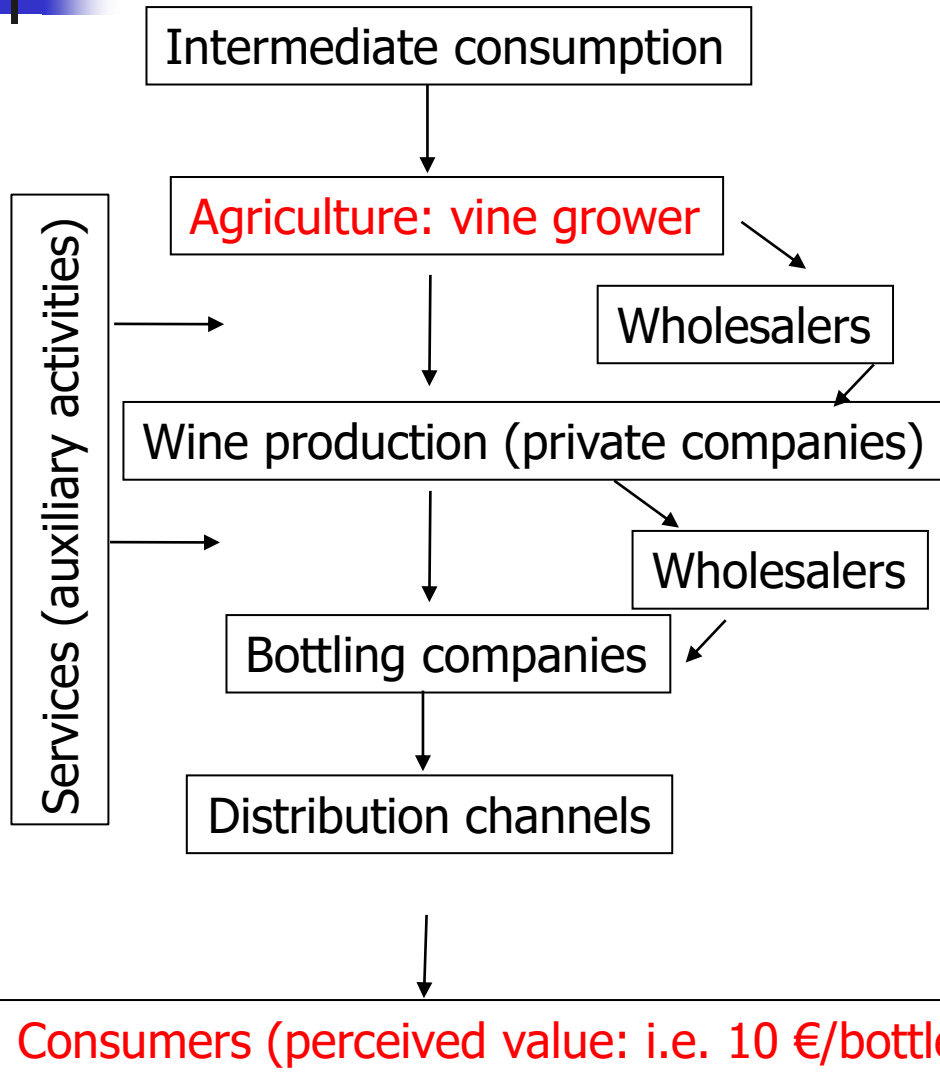 Intermediate consumption
Agriculture: vine grower
Services (auxiliary activities)
Wholesalers
Wine production (private companies)
Wholesalers
Bottling companies
Distribution channels
Consumers (perceived value: i.e. 10 €/bottle